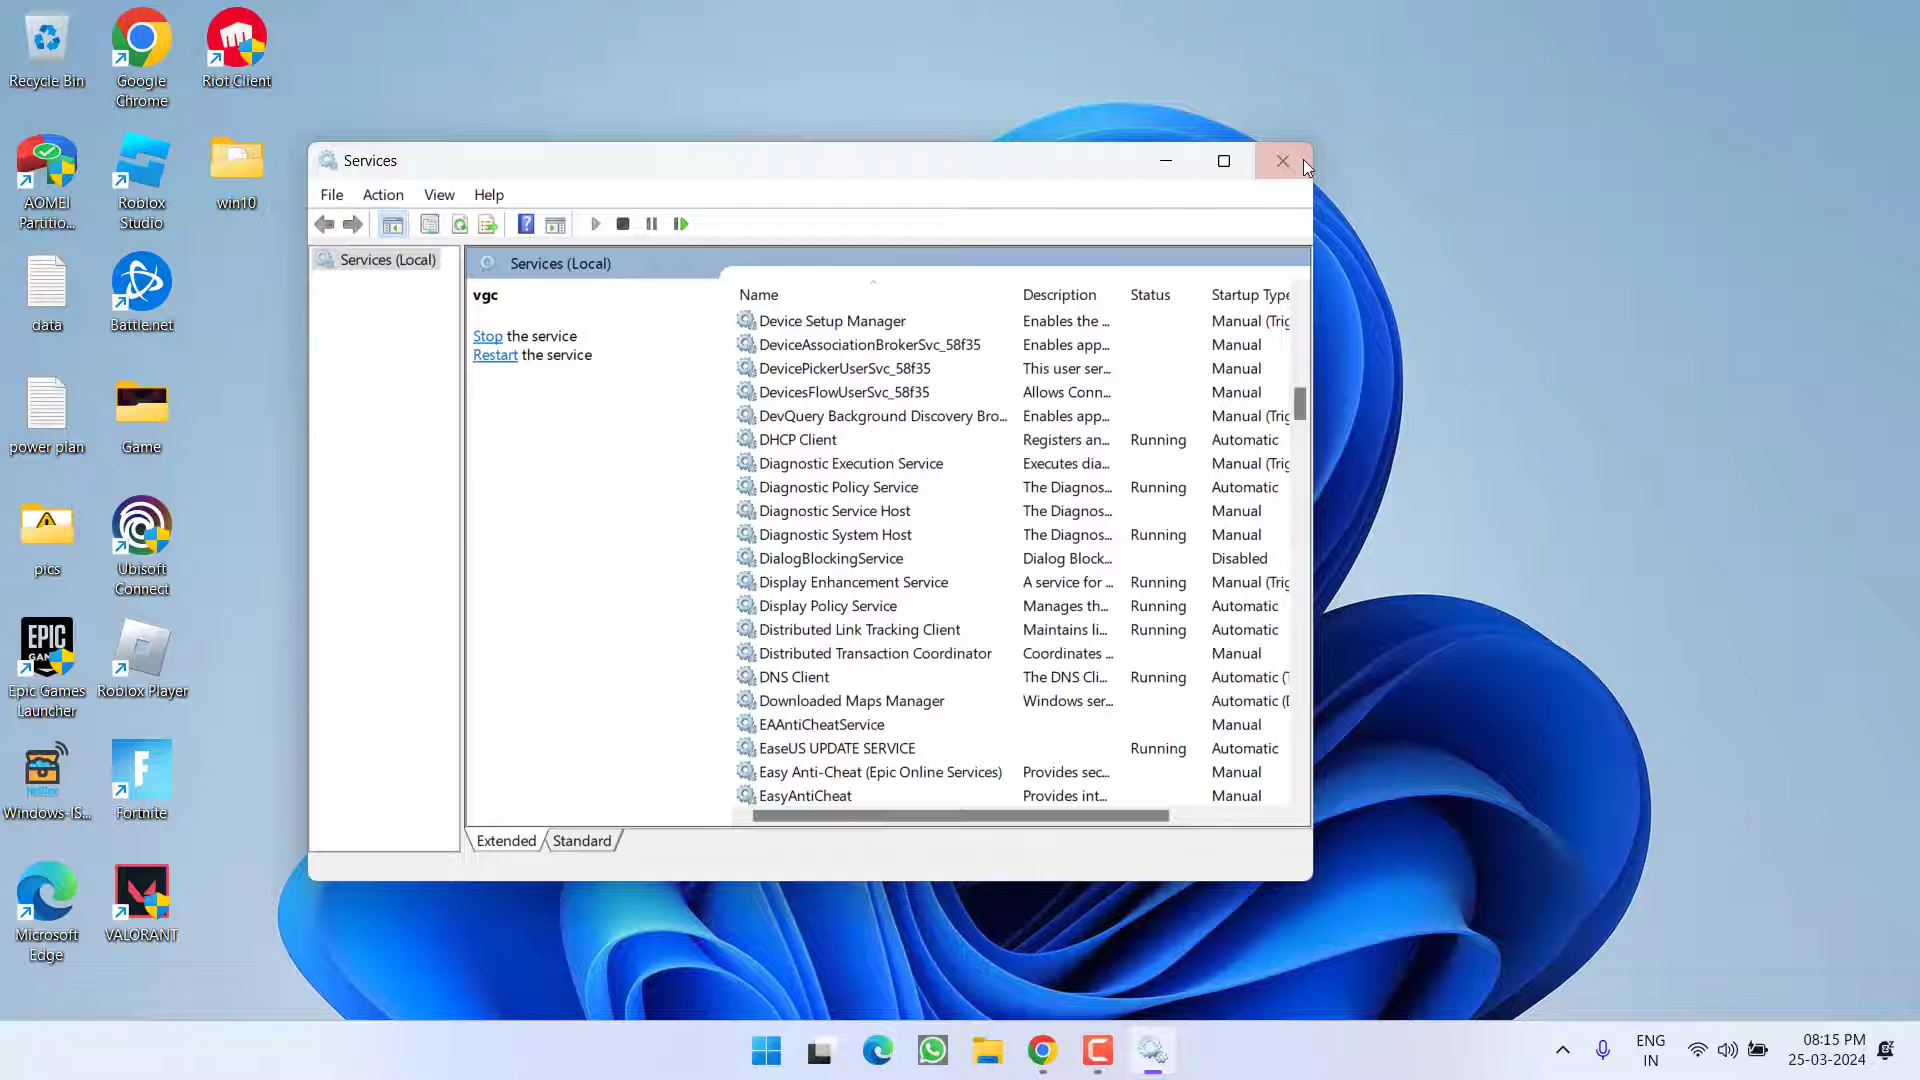 Recycle Bin
Google
Chrome
Riot Client
AOMEI
Partitio...
Roblox
Studio
win10
data
Battle.net
power plan
Game
pics
Ubisoft
Connect
EPIC
Epic Games
Launcher
Roblox Player
Windows-IS...
Fortnite
Microsoft
Edge
VALORANT
Services
File
Action
View
Help
Services (Local)
Services (Local)
vgc
Stop the service
Restart the service
Name Description Status Startup Type
Device Setup Manager Enables the ... Manual (Trig
DeviceAssociationBrokerSvc_58f35 Enables app... Manual
DevicePickerUserSvc_58f35 This user ser... Manual
DevicesFlowUserSvc_58f35 Allows Conn... Manual
DevQuery Background Discovery Bro... Enables app... Manual (Trig
DHCP Client Registers an... Running Automatic
Diagnostic Execution Service Executes dia... Manual (Trig
Diagnostic Policy Service The Diagnos... Running Automatic
Diagnostic Service Host The Diagnos... Manual
Diagnostic System Host The Diagnos... Running Manual
DialogBlockingService Dialog Block... Disabled
Display Enhancement Service A service for ... Running Manual (Trig
Display Policy Service Manages th... Running Automatic
Distributed Link Tracking Client Maintains li... Running Automatic
Distributed Transaction Coordinator Coordinates ... Manual
DNS Client The DNS Cli... Running Automatic (T
Downloaded Maps Manager Windows ser... Automatic (D
EAAntiCheatService Manual
EaseUS UPDATE SERVICE Running Automatic
Easy Anti-Cheat (Epic Online Services) Provides sec... Manual
EasyAntiCheat Provides int... Manual
Extended
Standard
ENG
IN
08:15 PM
25-03-2024